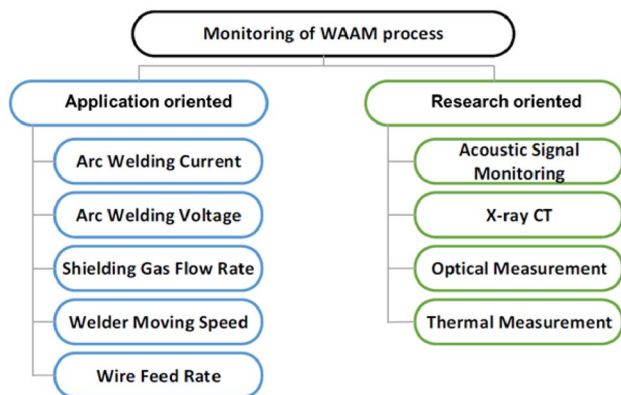 Monitoring of WAAM process
Application oriented
Arc Welding Current
Arc Welding Voltage
Shielding Gas Flow Rate
Welder Moving Speed
Wire Feed Rate
Research oriented
Acoustic Signal
Monitoring
X-ray CT
Optical Measurement
Thermal Measurement